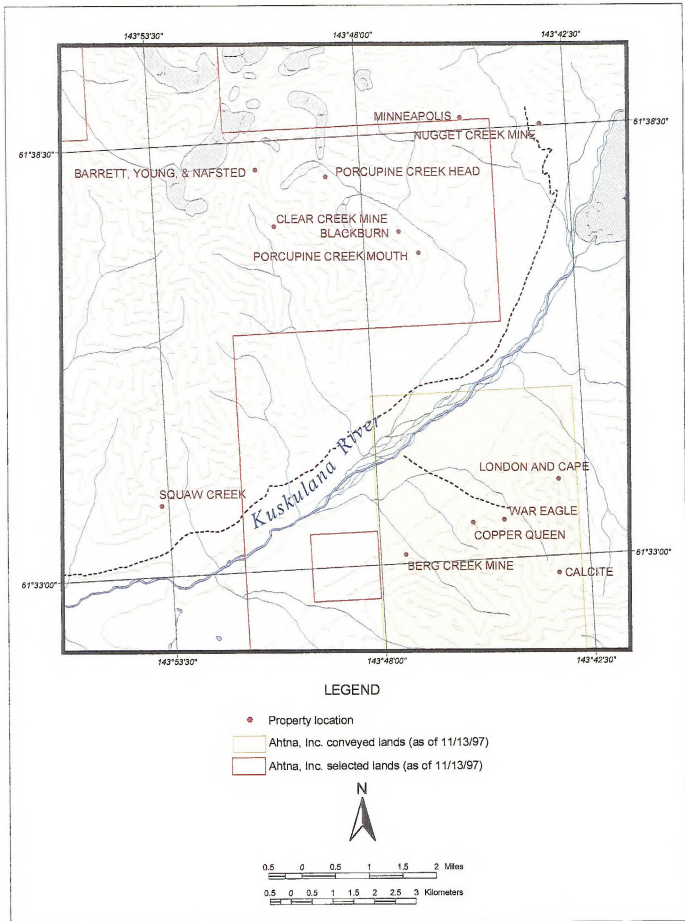 143°53'30" 143°48'00" 143°42'30"
MINNEAPOLIS
NUGGET CREEK MINE
61°38'30"
61°38'30"
BARRETT, YOUNG, & NAFSTED
PORCUPINE CREEK HEAD
CLEAR CREEK MINE
BLACKBURN
PORCUPINE CREEK MOUTH
Kuskulana River
LONDON AND CAPE
SQUAW CREEK
WAR EAGLE
COPPER QUEEN
BERG CREEK MINE
CALCITE
61°33'00"
61°33'00"
143°53'30" 143°48'00" 143°42'30"
LEGEND
Property location
Ahtna, Inc. conveyed lands (as of 11/13/97)
Ahtna, Inc. selected lands (as of 11/13/97)
N
0.5 0 0.5 1 1.5 2 Miles
0.5 0 0.5 1 1.5 2 2.5 3 Kilometers